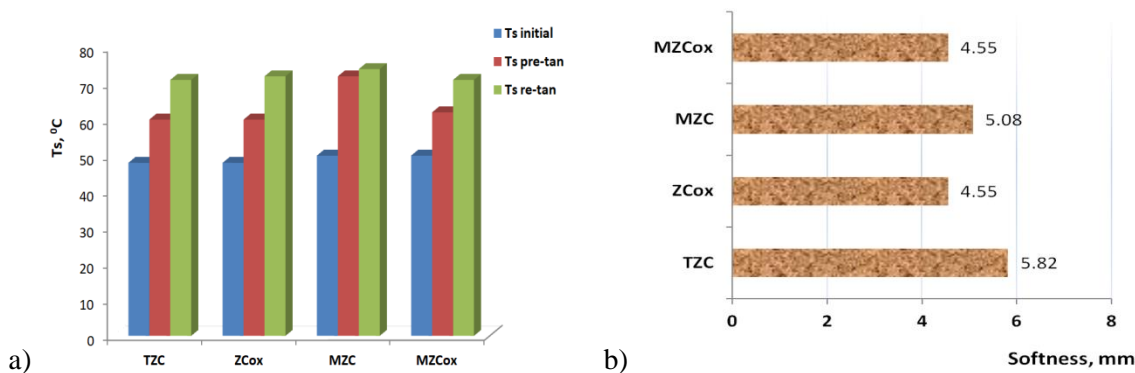 a)
Ts, ⁰C
80
70
60
50
40
30
20
10
0
TZC ZCox MZC MZCox
Ts initial
Ts pre-tan
Ts re-tan
b)
MZCox 4.55
MZC 5.08
ZCox 4.55
TZC 5.82
0 2 4 6 8
Softness, mm